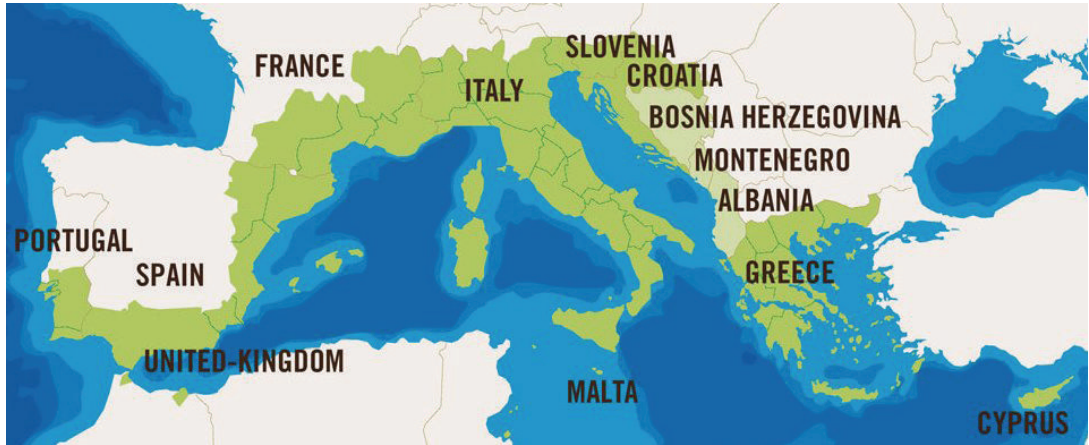 SLOVENIA
FRANCE
CROATIA
ITALY
BOSNIA HERZEGOVINA
MONTENEGRO
ALBANIA
PORTUGAL
SPAIN
GREECE
UNITED-KINGDOM
MALTA
CYPRUS